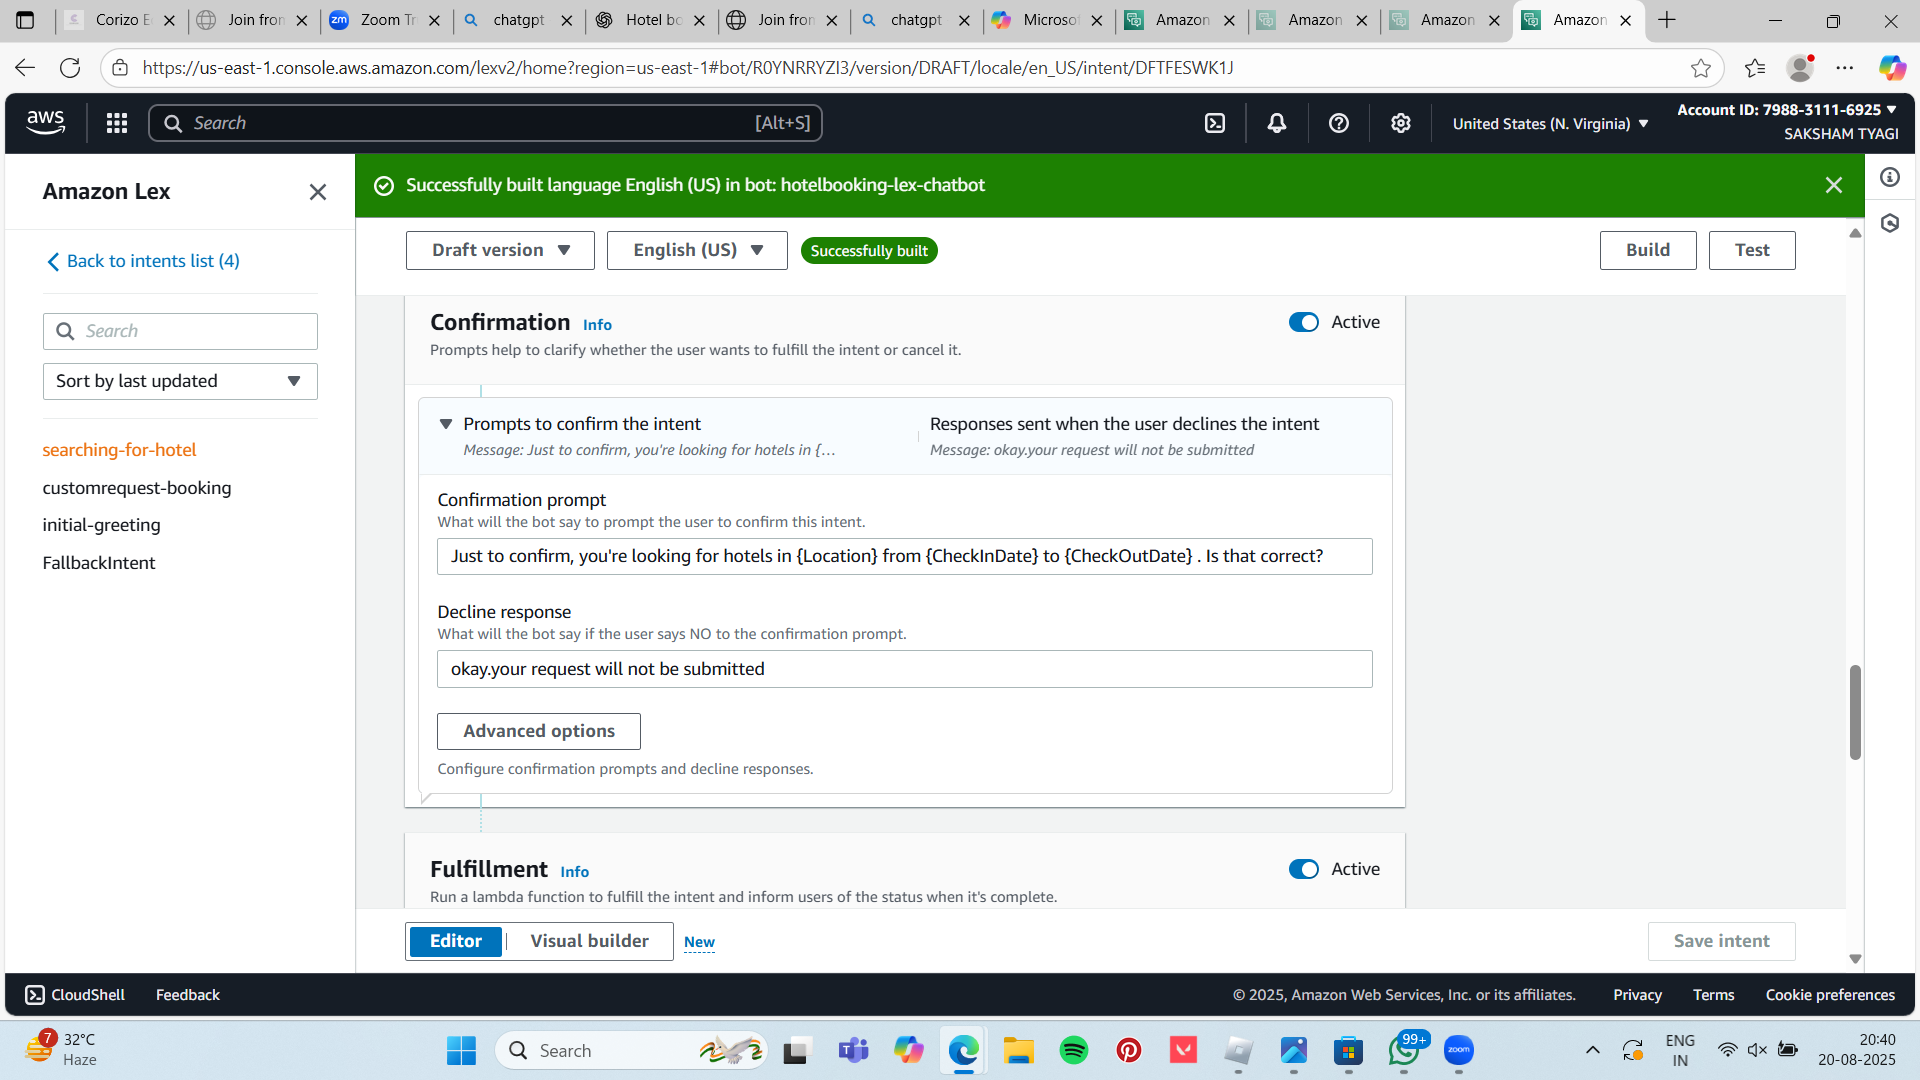 Corizo E
Join fron
Zoom Tr
chatgpt
Hotel bo
Join fron
chatgpt
Microsof
Amazon
Amazon
Amazon
Amazon
https://us-east-1.console.aws.amazon.com/lexv2/home?region=us-east-1#bot/R0YNRRYZI3/version/DRAFT/locale/en_US/intent/DFTFESWK1J
aws
Search
[Alt+S]
United States (N. Virginia)
Account ID: 7988-3111-6925
SAKSHAM TYAGI
Amazon Lex
Successfully built language English (US) in bot: hotelbooking-lex-chatbot
Back to intents list (4)
Search
Sort by last updated
searching-for-hotel
customrequest-booking
initial-greeting
FallbackIntent
Draft version
English (US)
Successfully built
Build
Test
Confirmation Info
Active
Prompts help to clarify whether the user wants to fulfill the intent or cancel it.
Prompts to confirm the intent
Message: Just to confirm, you're looking for hotels in {…
Responses sent when the user declines the intent
Message: okay.your request will not be submitted
Confirmation prompt
What will the bot say to prompt the user to confirm this intent.
Just to confirm, you're looking for hotels in {Location} from {CheckInDate} to {CheckOutDate} . Is that correct?
Decline response
What will the bot say if the user says NO to the confirmation prompt.
okay.your request will not be submitted
Advanced options
Configure confirmation prompts and decline responses.
Fulfillment Info
Active
Run a lambda function to fulfill the intent and inform users of the status when it's complete.
Editor
Visual builder
New
Save intent
CloudShell
Feedback
© 2025, Amazon Web Services, Inc. or its affiliates.
Privacy
Terms
Cookie preferences
7
32°C
Haze
Search
99+
zoom
ENG
IN
20:40
20-08-2025